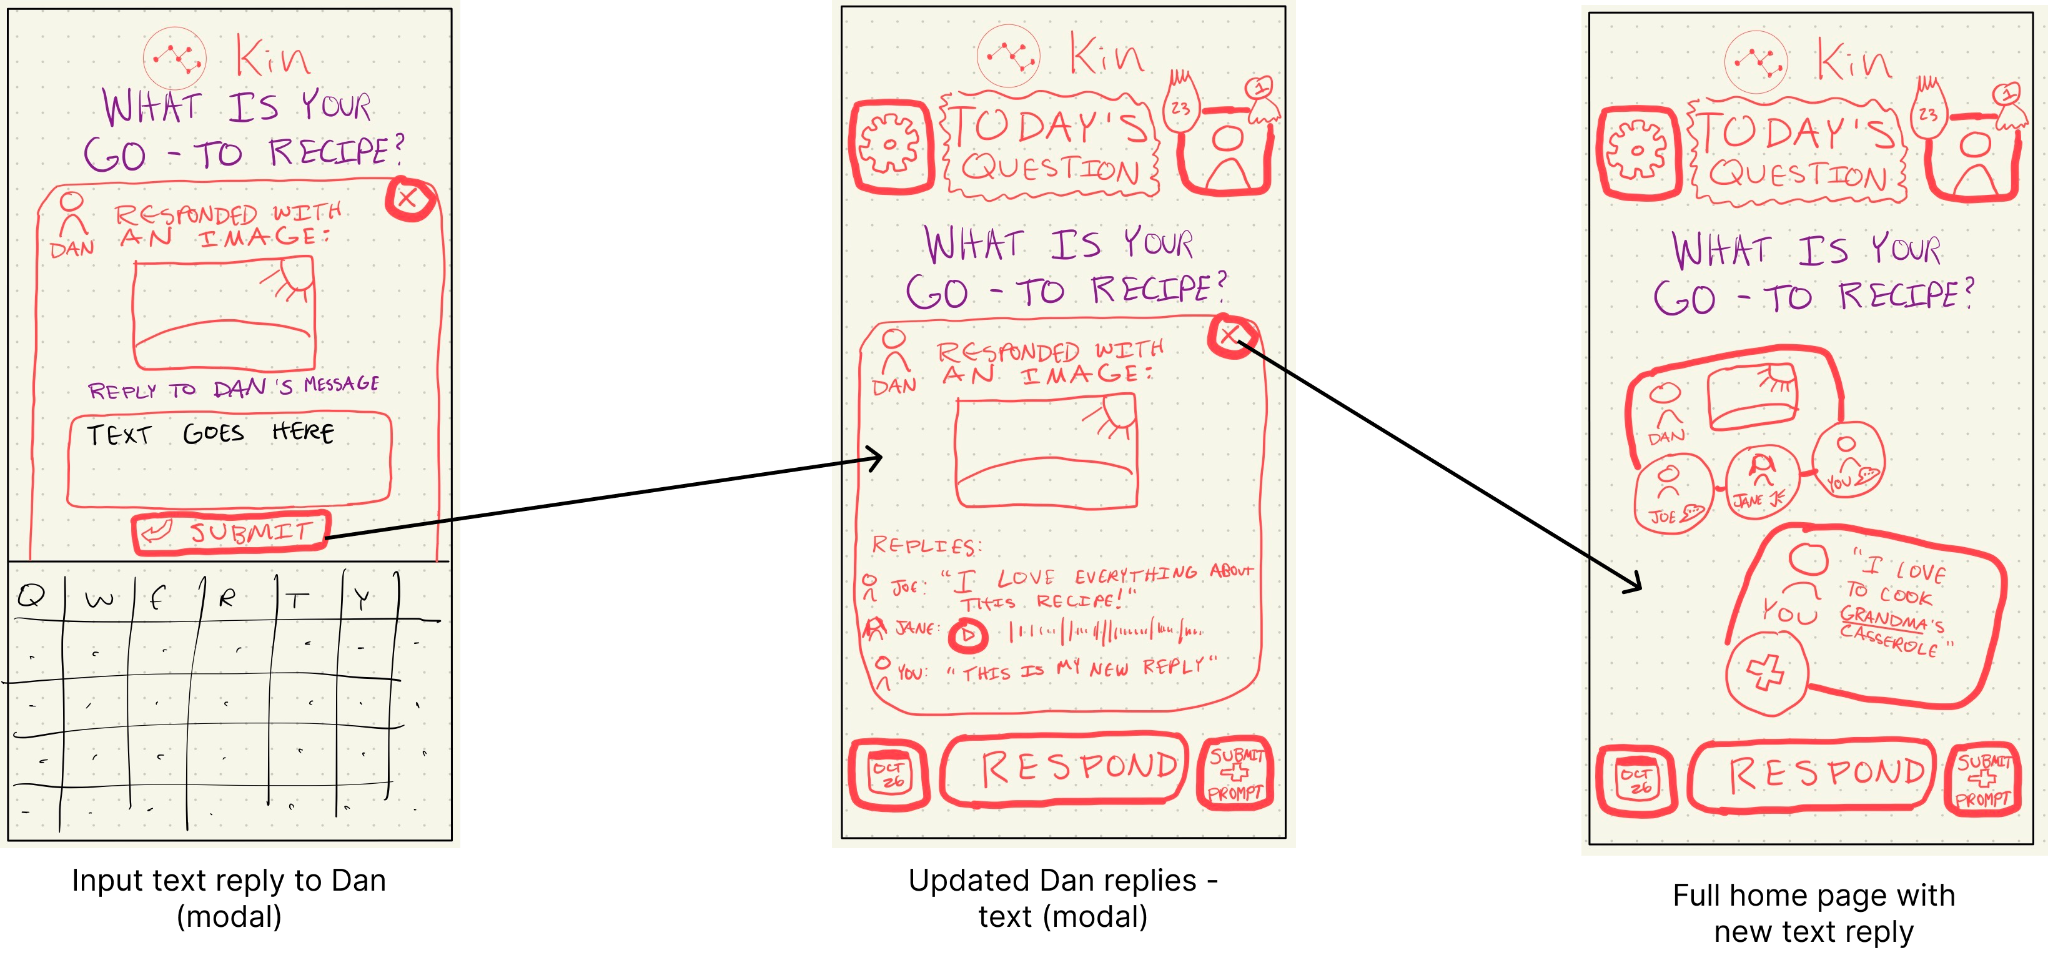 Kin
WHAT IS YOUR
GO - TO RECIPE?
DAN
RESPONDED WITH
AN IMAGE:
REPLY TO DAN'S MESSAGE
TEXT GOES HERE
SUBMIT
Q W E R T Y
Input text reply to Dan
(modal)
Kin
TODAY'S
QUESTION
23
1
WHAT IS YOUR
GO - TO RECIPE?
DAN
RESPONDED WITH
AN IMAGE:
REPLIES:
JOE: "I LOVE EVERYTHING ABOUT
THIS RECIPE!"
JANE:
YOU: "THIS IS MY NEW REPLY"
OCT
26
RESPOND
SUBMIT
PROMPT
Updated Dan replies -
text (modal)
Kin
TODAY'S
QUESTION
23
1
WHAT IS YOUR
GO - TO RECIPE?
DAN
JOE
JANE
YOU
YOU
"I LOVE
TO COOK
GRANDMA'S
CASSEROLE"
OCT
26
RESPOND
SUBMIT
PROMPT
Full home page with
new text reply